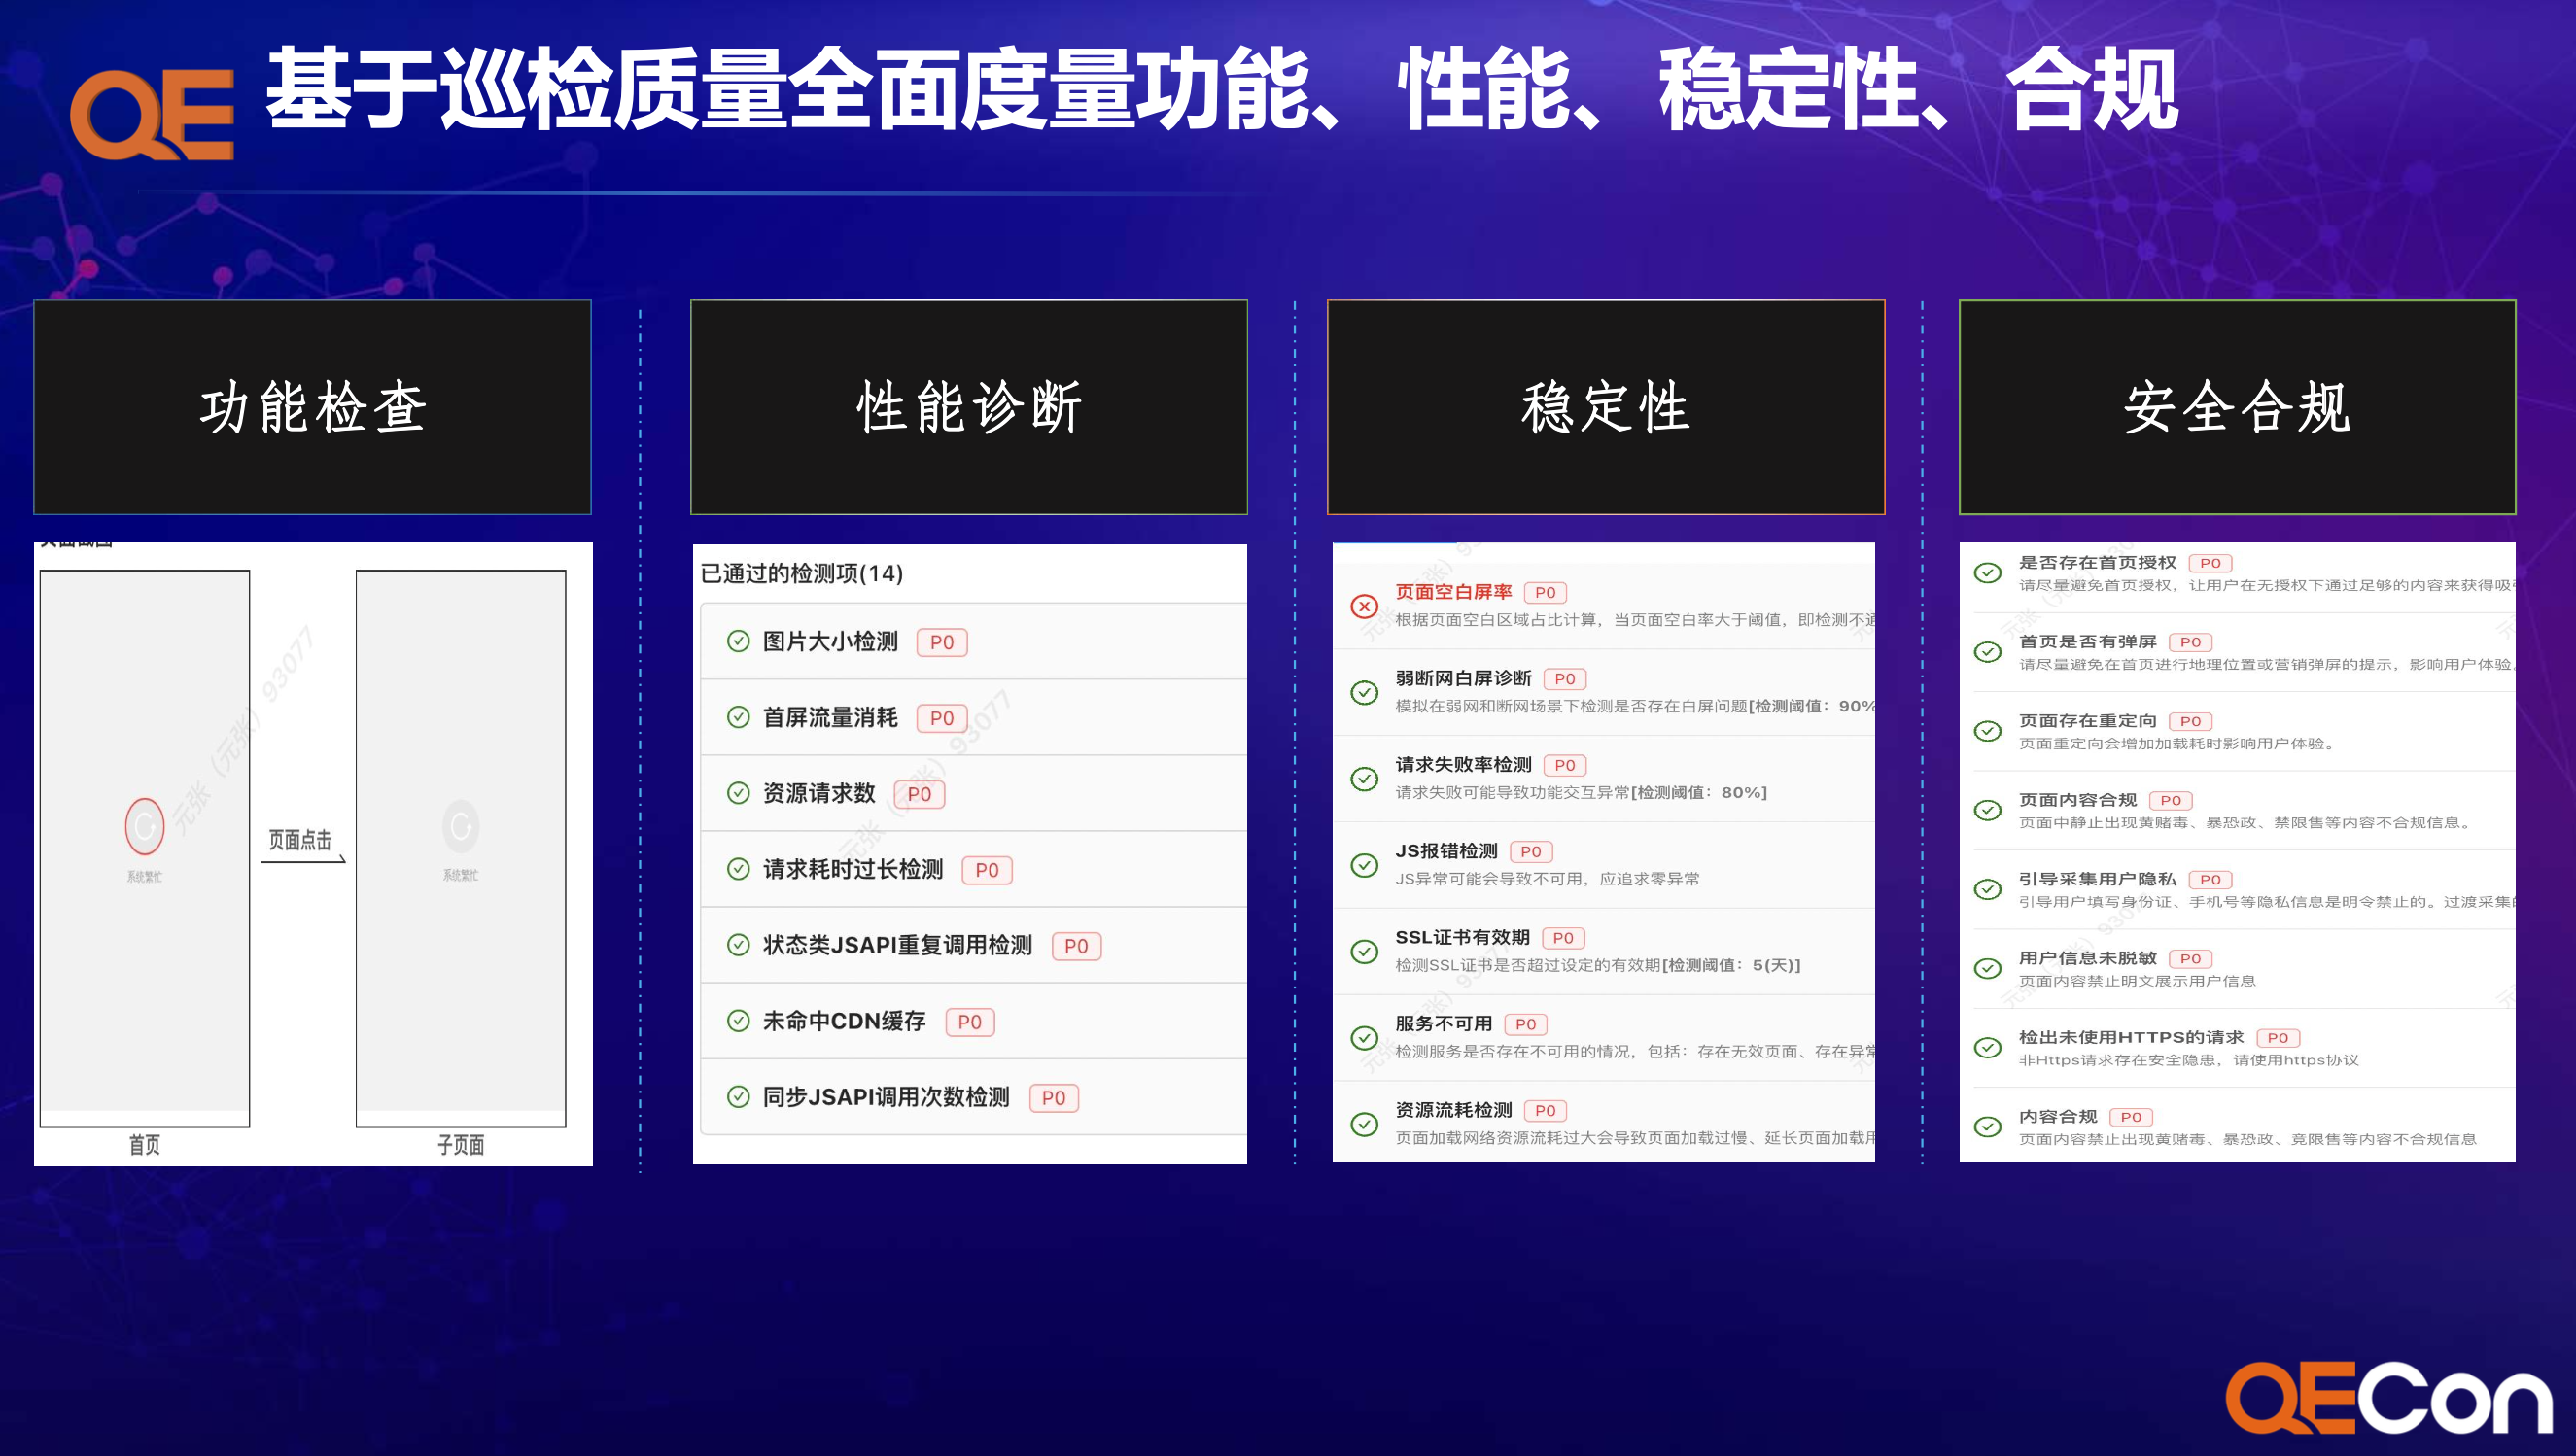 QE
基于巡检质量全面度量功能、性能、稳定性、合规
功能检查
性能诊断
稳定性
安全合规
页面截图
元张（元张）93077
页面点击
系统繁忙
系统繁忙
首页
子页面
已通过的检测项(14)
图片大小检测 P0
首屏流量消耗 P0
资源请求数 P0
请求耗时过长检测 P0
状态类JSAPI重复调用检测 P0
未命中CDN缓存 P0
同步JSAPI调用次数检测 P0
元张（元张）93077
页面空白屏率 P0
根据页面空白区域占比计算，当页面空白率大于阈值，即检测不通
弱断网白屏诊断 P0
模拟在弱网和断网场景下检测是否存在白屏问题[检测阈值：90%
请求失败率检测 P0
请求失败可能导致功能交互异常[检测阈值：80%]
JS报错检测 P0
JS异常可能会导致不可用，应追求零异常
SSL证书有效期 P0
检测SSL证书是否超过设定的有效期[检测阈值：5(天)]
服务不可用 P0
检测服务是否存在不可用的情况，包括：存在无效页面、存在异常
资源流耗检测 P0
页面加载网络资源流耗过大会导致页面加载过慢、延长页面加载用
是否存在首页授权 P0
请尽量避免首页授权，让用户在无授权下通过足够的内容来获得吸引
首页是否有弹屏 P0
请尽量避免在首页进行地理位置或营销弹屏的提示，影响用户体验。
页面存在重定向 P0
页面重定向会增加加载耗时影响用户体验。
页面内容合规 P0
页面中静止出现黄赌毒、暴恐政、禁限售等内容不合规信息。
引导采集用户隐私 P0
引导用户填写身份证、手机号等隐私信息是明令禁止的。过渡采集
用户信息未脱敏 P0
页面内容禁止明文展示用户信息
检出未使用HTTPS的请求 P0
非Https请求存在安全隐患，请使用https协议
内容合规 P0
页面内容禁止出现黄赌毒、暴恐政、竞限售等内容不合规信息
QECon